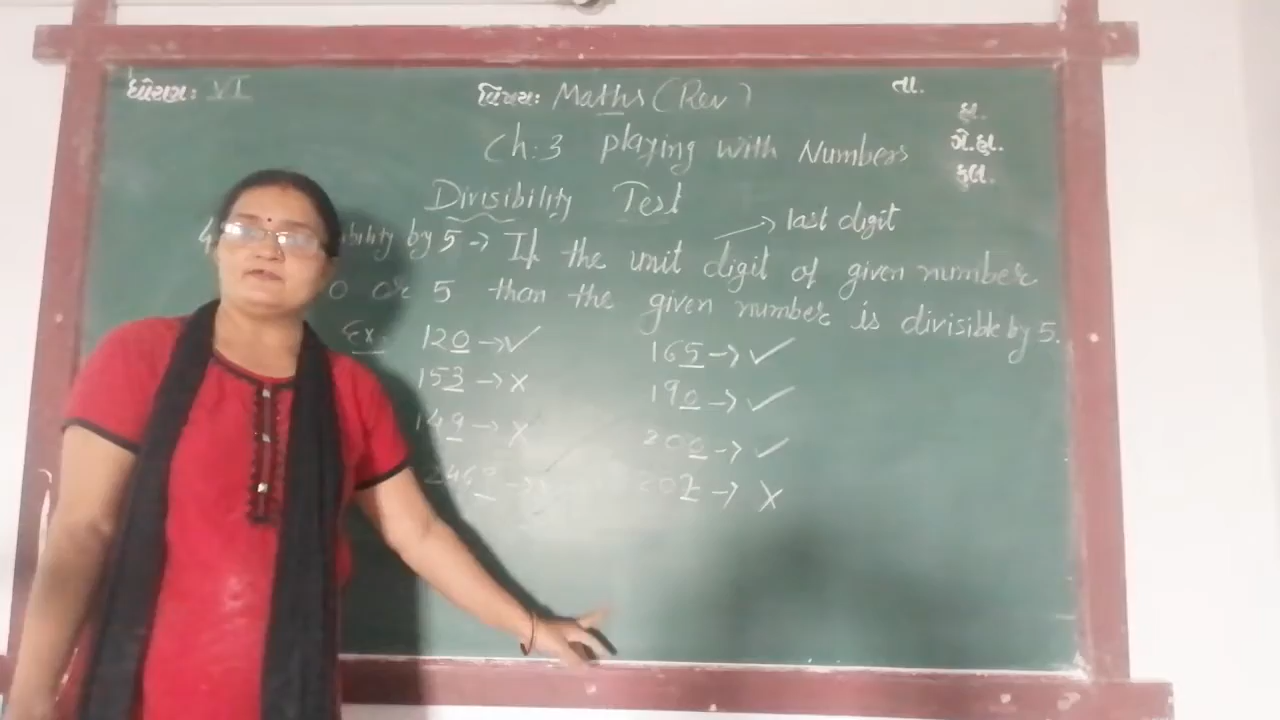 ધોરણ: VI
વિષય: Maths (Rev)
તા.
હા.
ગે.હા.
કુલ.
Ch:3 Playing with Numbers
Divisibility Test
last digit
by 5 → If the unit digit of given number
0 or 5 than the given number is divisible by 5.
Ex. 120 → ✓ 165 → ✓
153 → X 190 → ✓
149 → X 200 → ✓
→ 202 → X